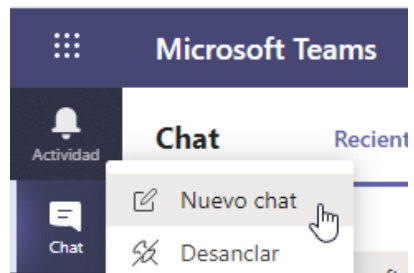 Microsoft Teams
Actividad
Chat
Recient
Nuevo chat
Chat
Desanclar